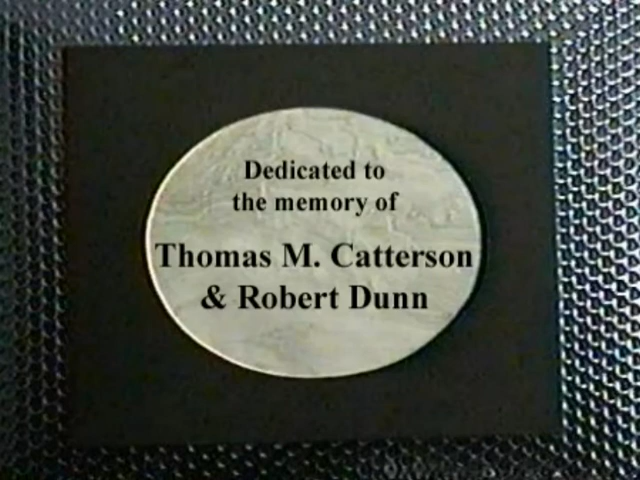 Dedicated to
the memory of
Thomas M. Catterson
& Robert Dunn